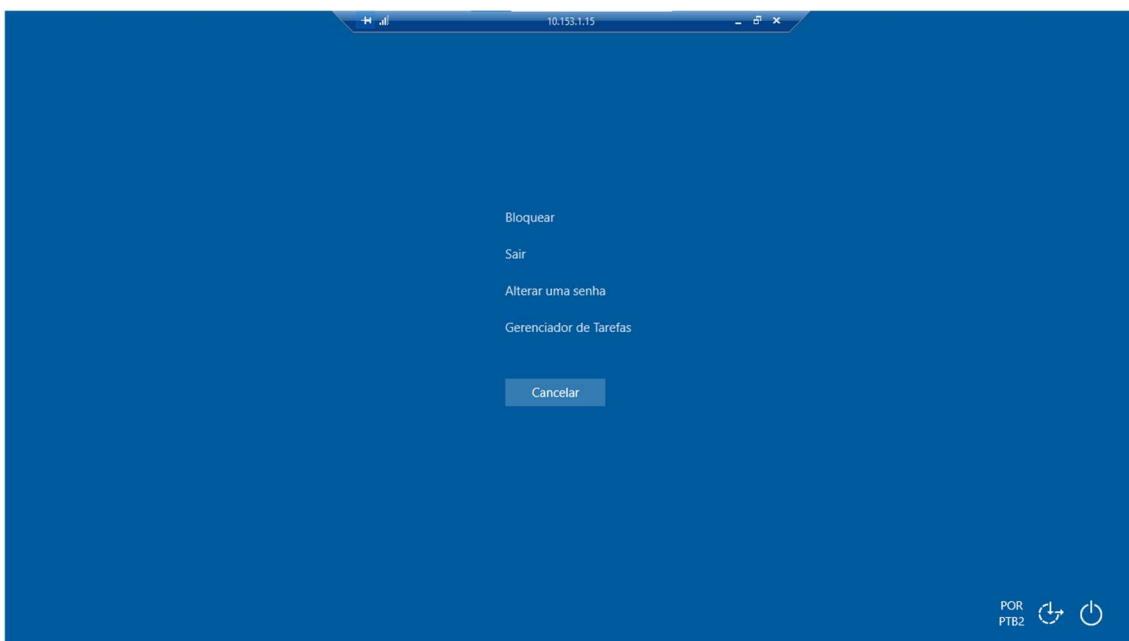 10.153.1.15
Bloquear
Sair
Alterar uma senha
Gerenciador de Tarefas
Cancelar
POR
PTB2